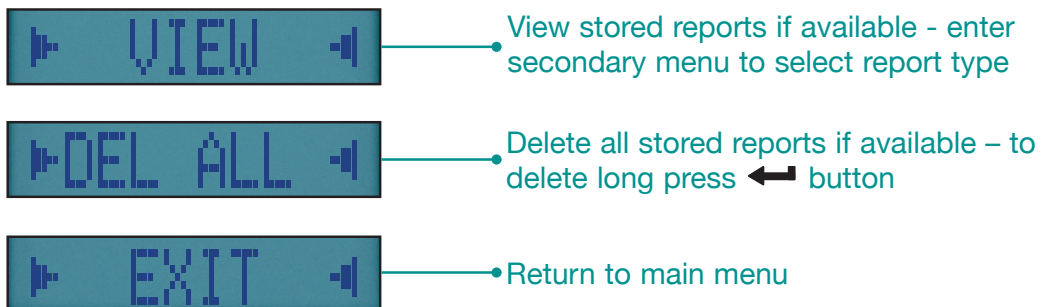 VIEW
View stored reports if available - enter
secondary menu to select report type
DEL ALL
Delete all stored reports if available – to
delete long press button
EXIT
Return to main menu